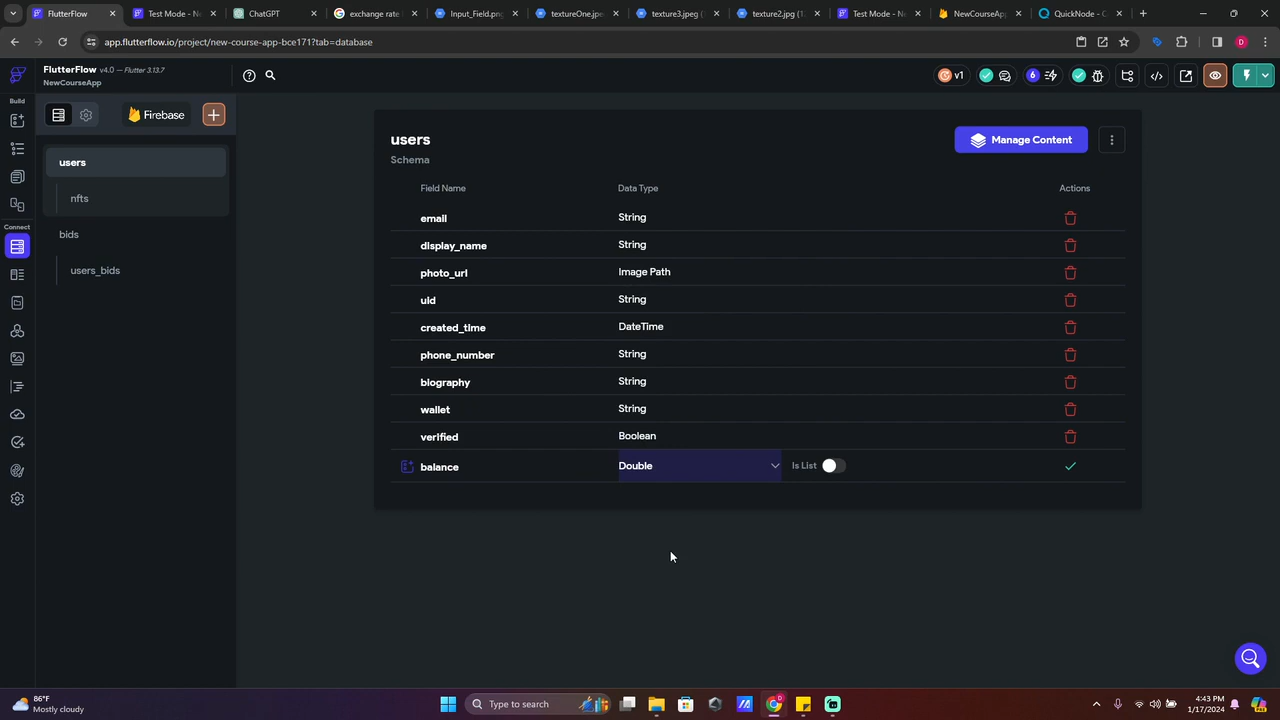 FlutterFlow
Test Mode - Ne
ChatGPT
exchange rate
Input_Field.png
textureOne.jpe
texture3.jpeg (
texture2.jpg (1
Test Mode - Ne
NewCourseApp
QuickNode - C
app.flutterflow.io/project/new-course-app-bce171?tab=database
D
FlutterFlow v4.0 – Flutter 3.13.7
NewCourseApp
v1
6
Build
Firebase
users
nfts
bids
users_bids
Connect
users
Schema
Manage Content
Field Name Data Type Actions
email String
display_name String
photo_url Image Path
uid String
created_time DateTime
phone_number String
biography String
wallet String
verified Boolean
balance Double Is List
86°F
Mostly cloudy
Type to search
4:43 PM
1/17/2024